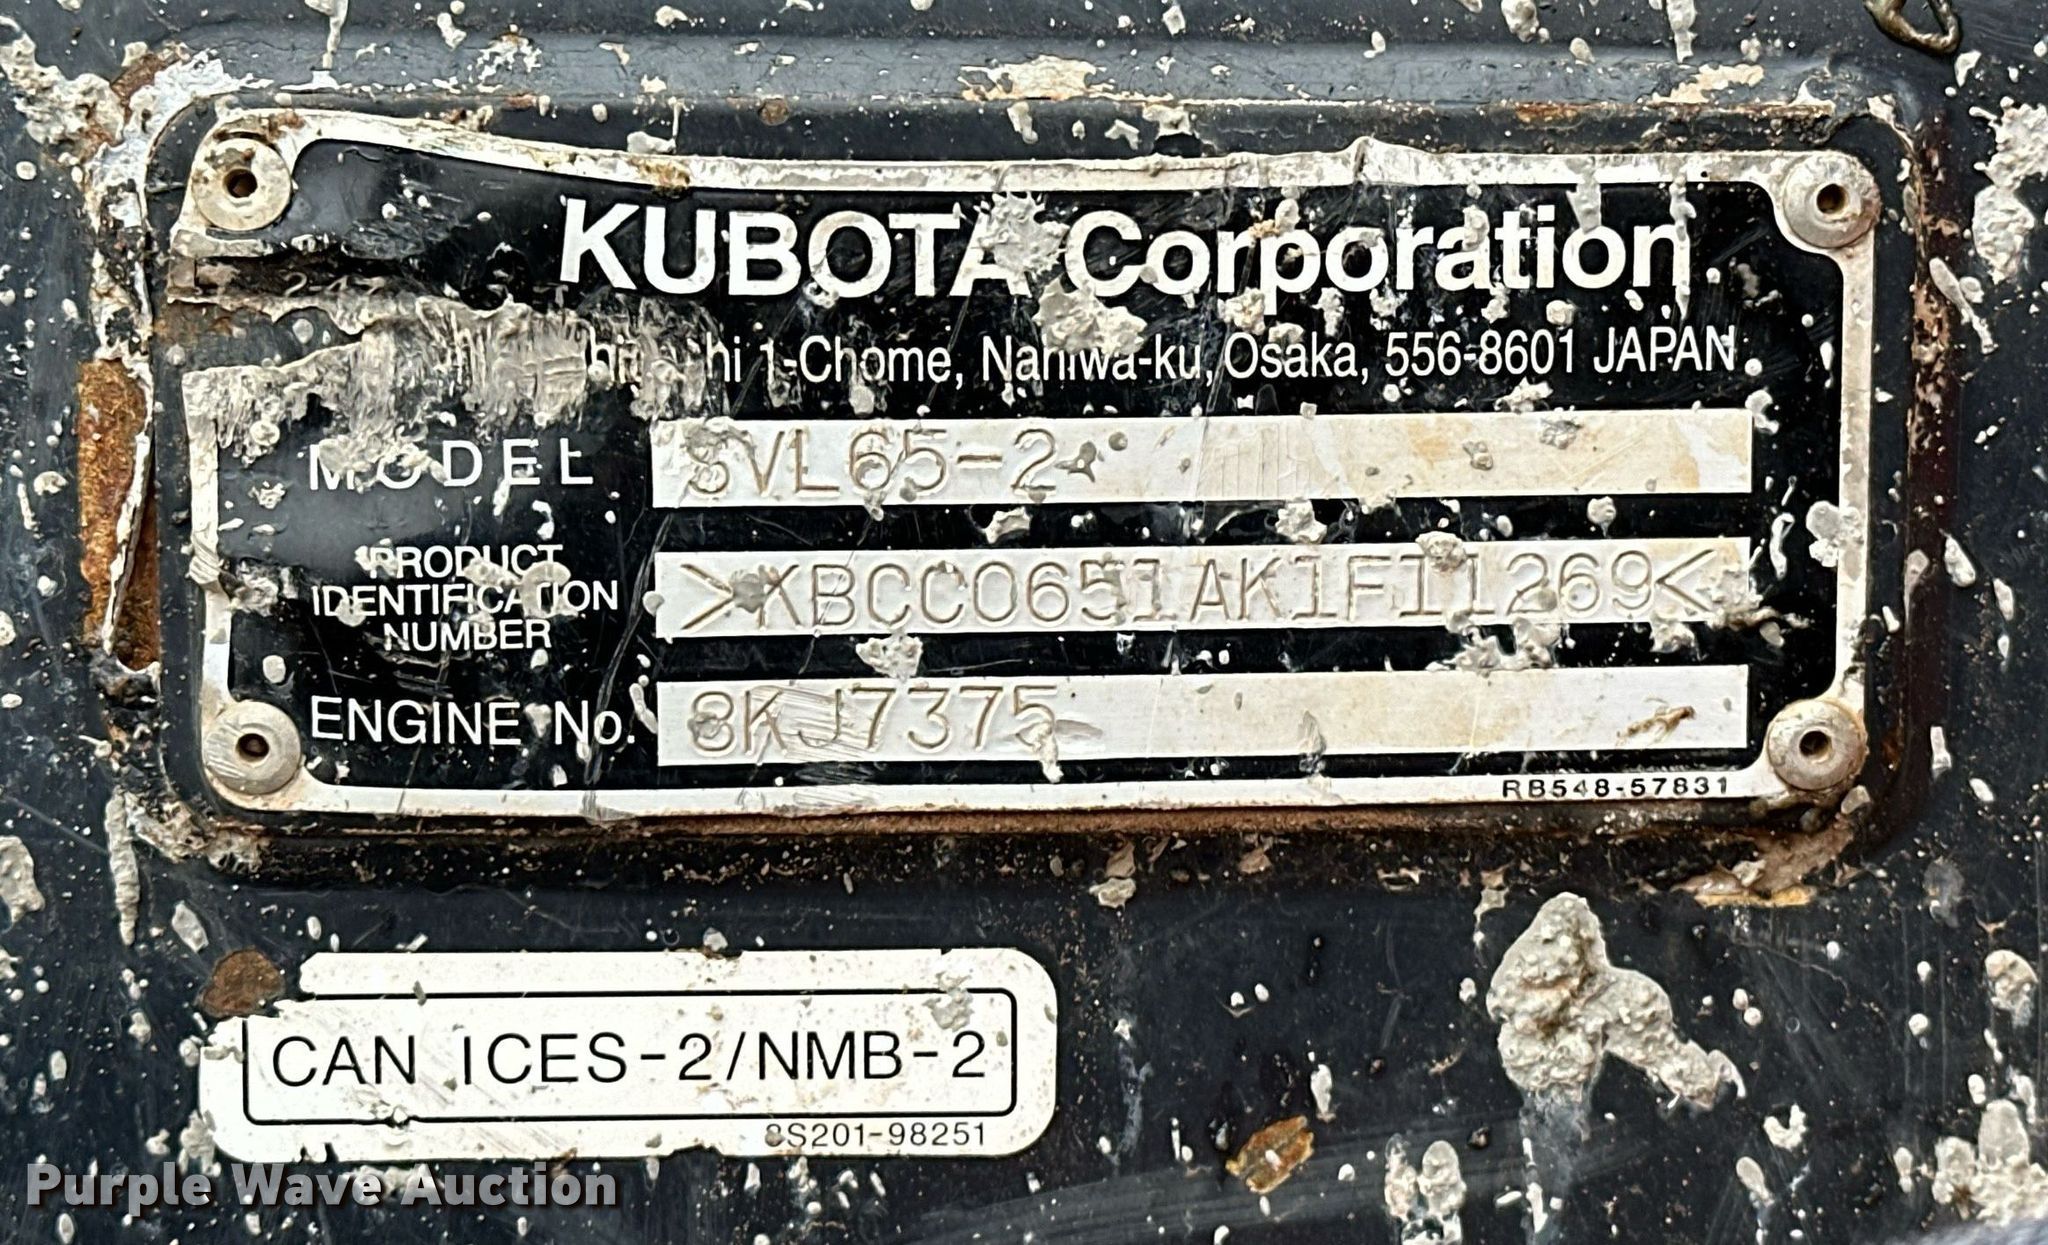 KUBOTA Corporation
1-Chome, Naniwa-ku, Osaka, 556-8601 JAPAN
MODEL SVL65-2
PRODUCT
IDENTIFICATION
NUMBER
>KBCC0651AK1F11269<
ENGINE No. 8KJ7375
RB548-57831
CAN ICES-2/NMB-2
8S201-98251
Purple Wave Auction